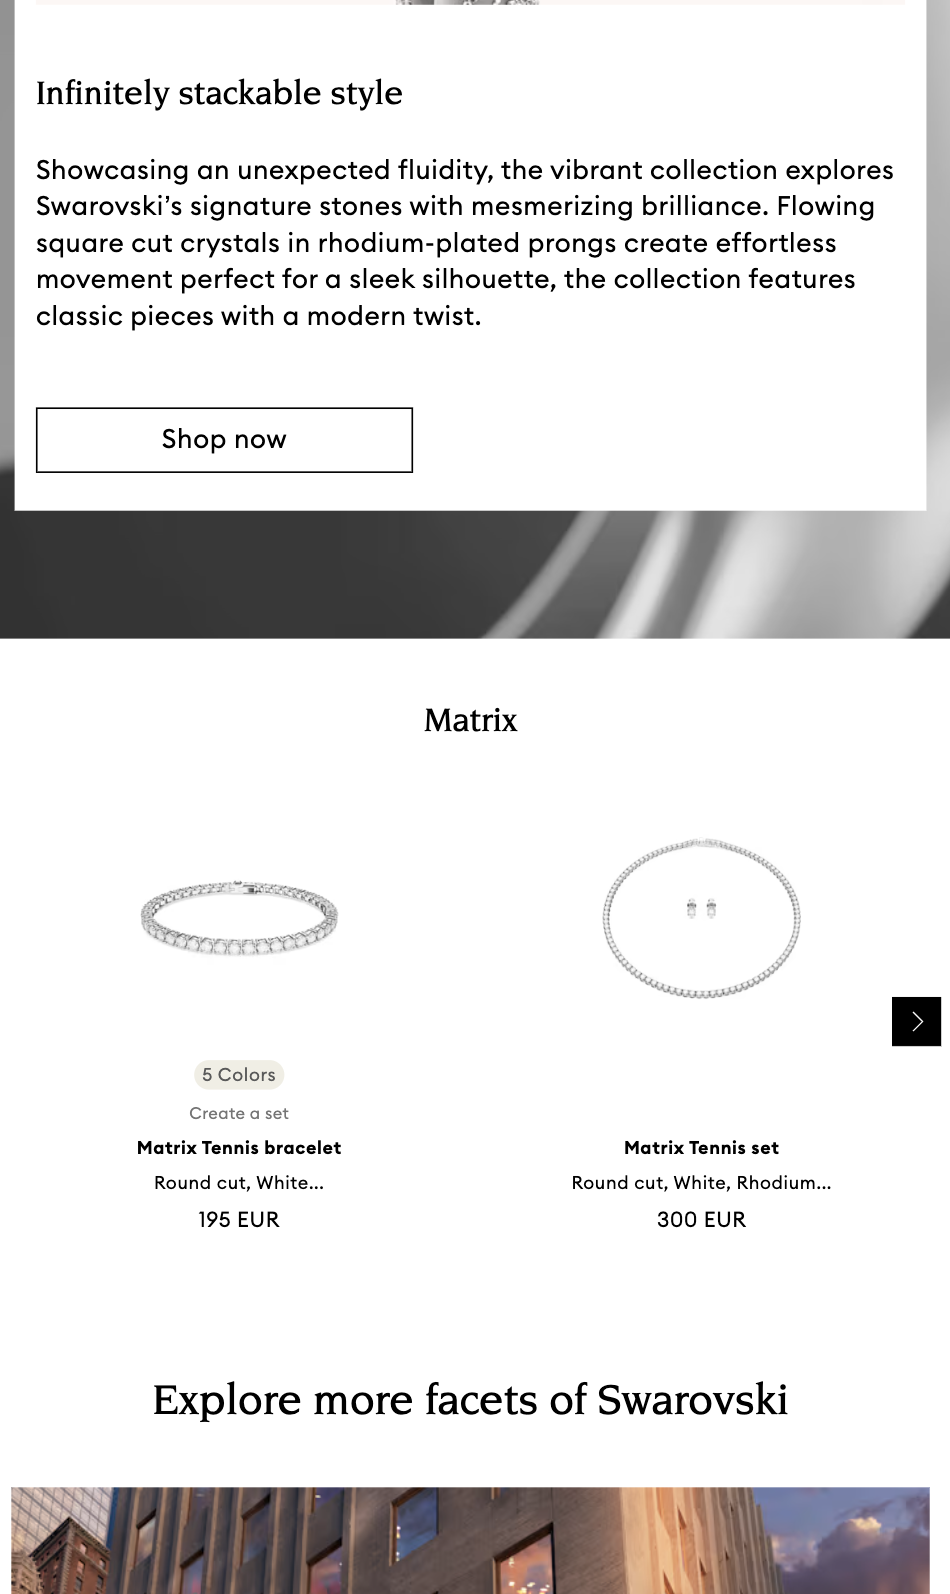 Infinitely stackable style
Showcasing an unexpected fluidity, the vibrant collection explores
Swarovski’s signature stones with mesmerizing brilliance. Flowing
square cut crystals in rhodium-plated prongs create effortless
movement perfect for a sleek silhouette, the collection features
classic pieces with a modern twist.
Shop now
Matrix
5 Colors
Create a set
Matrix Tennis bracelet
Round cut, White...
195 EUR
Matrix Tennis set
Round cut, White, Rhodium...
300 EUR
Explore more facets of Swarovski